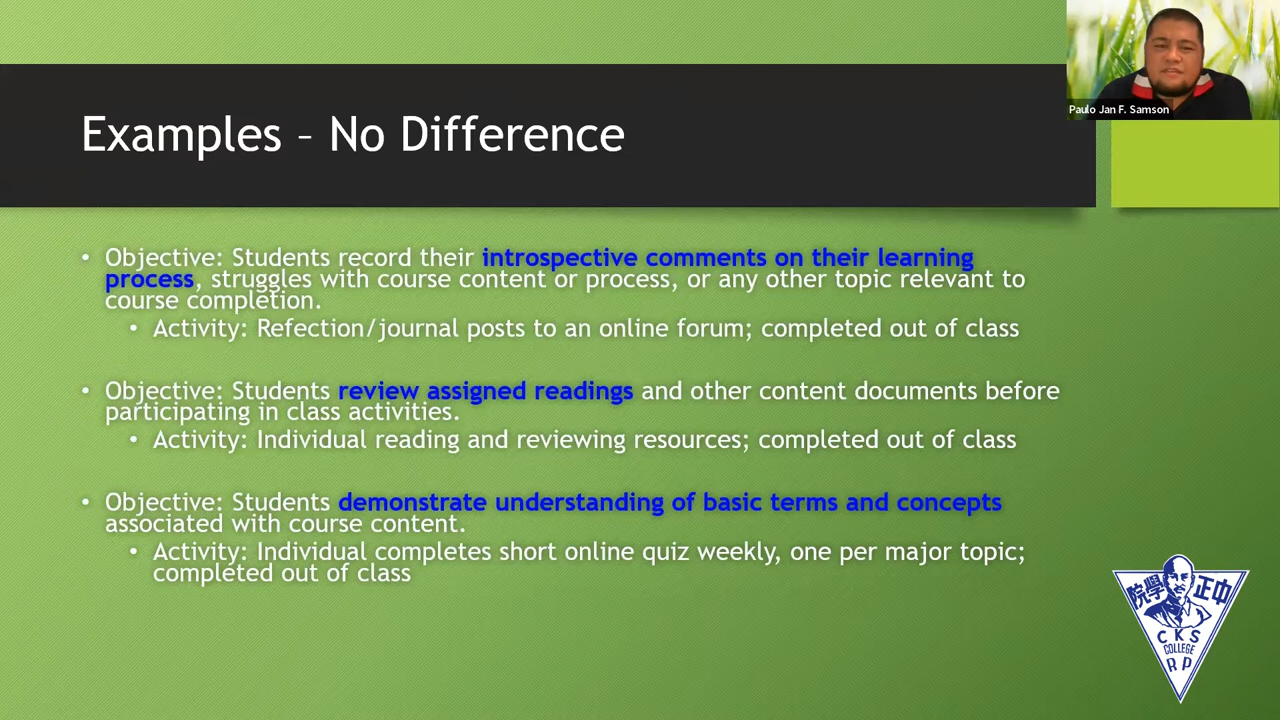 Paulo Jan F. Samson
Examples – No Difference
• Objective: Students record their introspective comments on their learning
process, struggles with course content or process, or any other topic relevant to
course completion.
• Activity: Refection/journal posts to an online forum; completed out of class
• Objective: Students review assigned readings and other content documents before
participating in class activities.
• Activity: Individual reading and reviewing resources; completed out of class
• Objective: Students demonstrate understanding of basic terms and concepts
associated with course content.
• Activity: Individual completes short online quiz weekly, one per major topic;
completed out of class
院學 正中
CKS
COLLEGE
RP